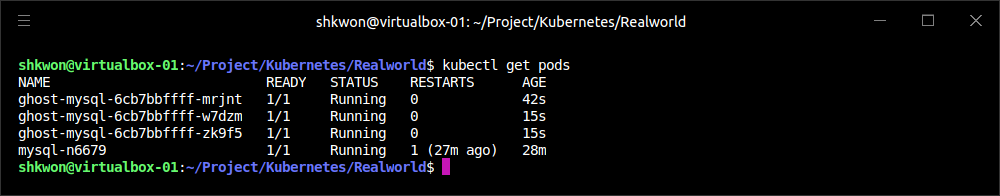 shkwon@virtualbox-01: ~/Project/Kubernetes/Realworld
shkwon@virtualbox-01:~/Project/Kubernetes/Realworld$ kubectl get pods
NAME                           READY   STATUS    RESTARTS      AGE
ghost-mysql-6cb7bbffff-mrjnt   1/1     Running   0             42s
ghost-mysql-6cb7bbffff-w7dzm   1/1     Running   0             15s
ghost-mysql-6cb7bbffff-zk9f5   1/1     Running   0             15s
mysql-n6679                    1/1     Running   1 (27m ago)   28m
shkwon@virtualbox-01:~/Project/Kubernetes/Realworld$